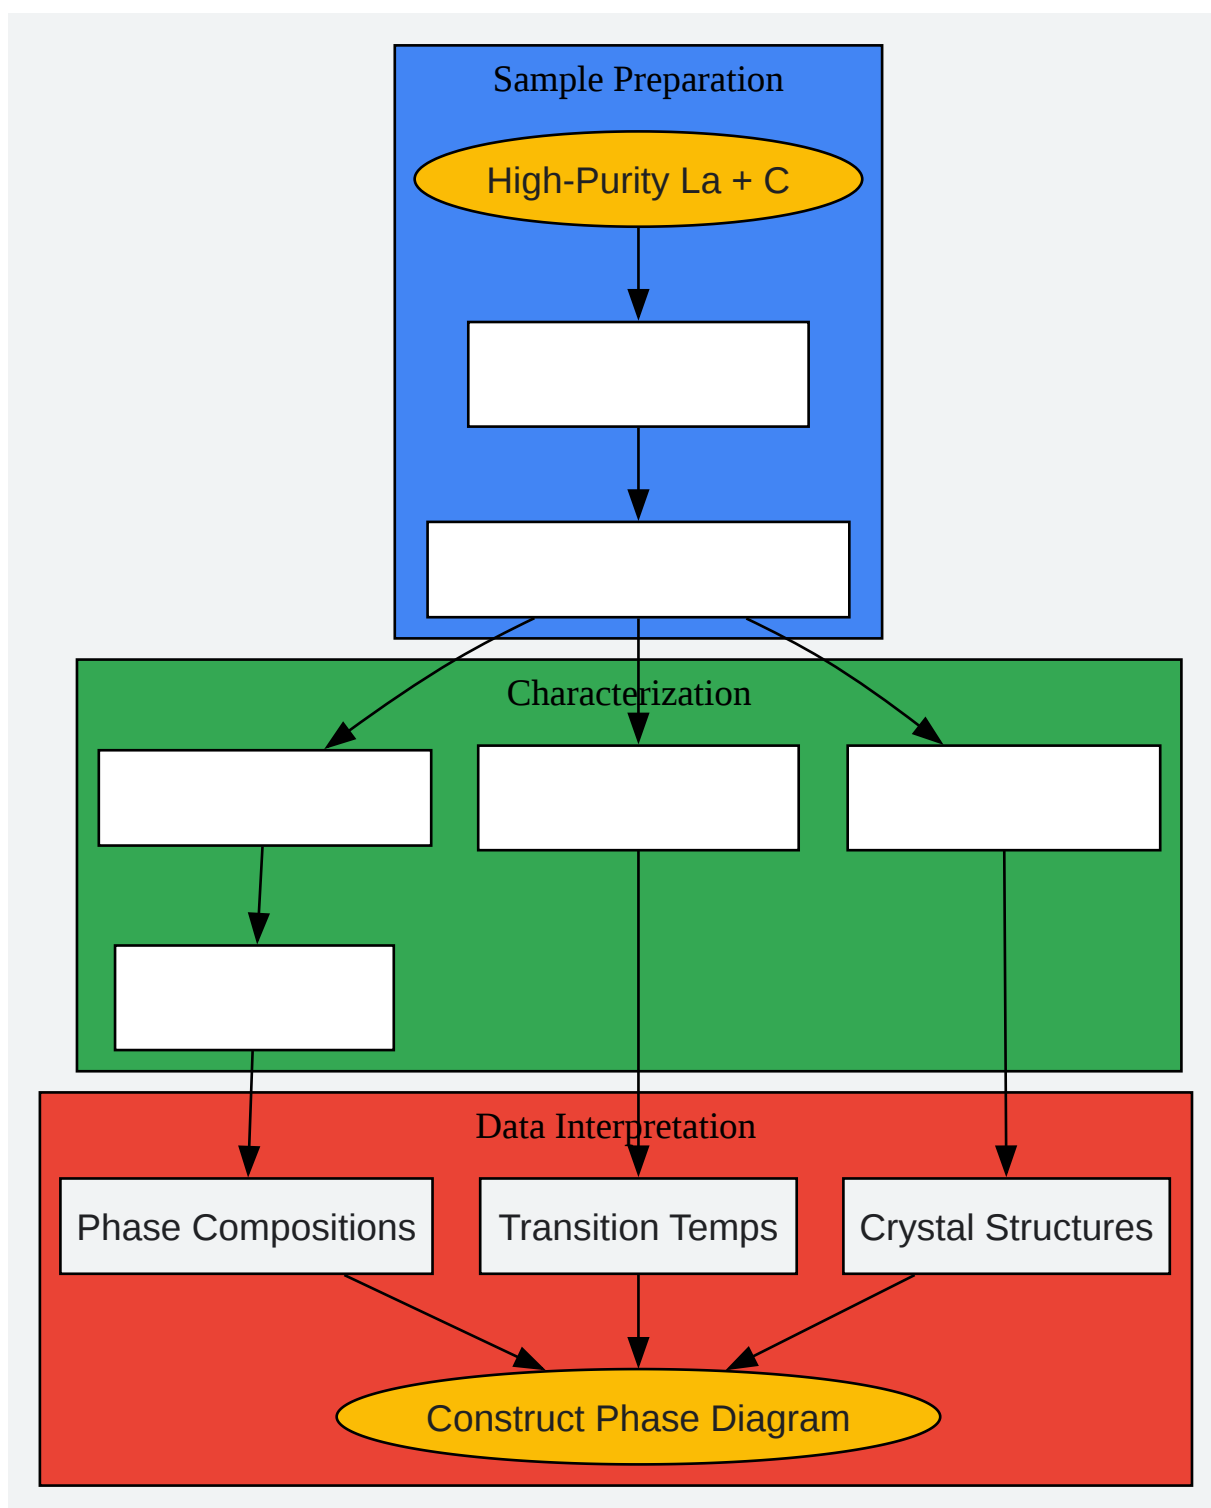 Sample Preparation
High-Purity La + C
Characterization
Data Interpretation
Phase Compositions
Transition Temps
Crystal Structures
Construct Phase Diagram